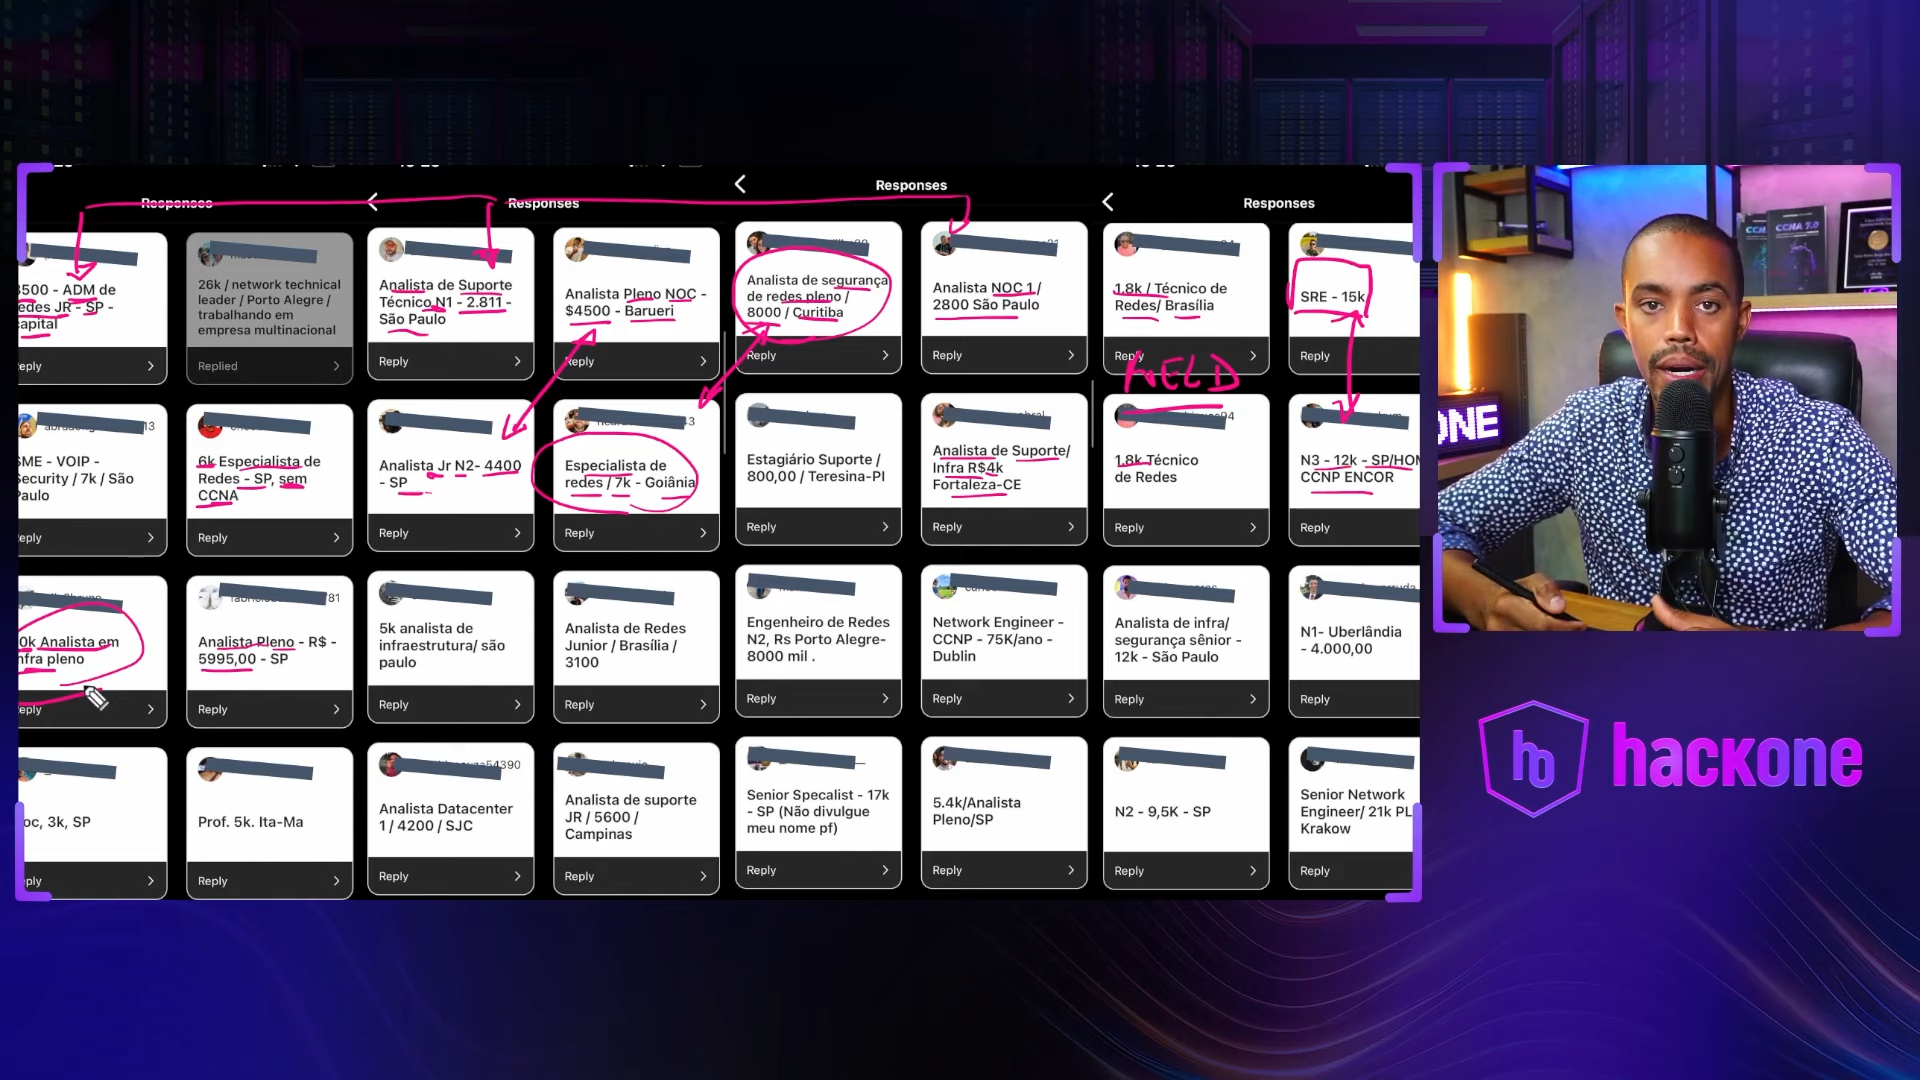 Responses
Responses
Responses
Responses
500 - ADM de
edes JR - SP -
capital
26k / network technical
leader / Porto Alegre /
trabalhando em
empresa multinacional
Replied
Analista de Suporte
Técnico N1 - 2.811 -
São Paulo
Reply
Analista Pleno NOC -
$4500 - Barueri
Reply
Analista de segurança
de redes pleno /
8000 / Curitiba
Reply
Analista NOC 1 /
2800 São Paulo
Reply
1.8k / Técnico de
Redes/ Brasília
Reply
SRE - 15k
Reply
eply
SME - VOIP -
Security / 7k / São
Paulo
eply
6k Especialista de
Redes - SP, sem
CCNA
Reply
Analista Jr N2- 4400
- SP
Reply
Especialista de
redes / 7k - Goiânia
Reply
Estagiário Suporte /
800,00 / Teresina-PI
Reply
Analista de Suporte/
Infra R$4k
Fortaleza-CE
Reply
1,8k Técnico
de Redes
Reply
N3 - 12k - SP/HOM
CCNP ENCOR
Reply
0k Analista em
nfra pleno
eply
81
Analista Pleno - R$ -
5995,00 - SP
Reply
5k analista de
infraestrutura/ são
paulo
Reply
Analista de Redes
Junior / Brasília /
3100
Reply
Engenheiro de Redes
N2, Rs Porto Alegre-
8000 mil .
Reply
Network Engineer -
CCNP - 75K/ano -
Dublin
Reply
Analista de infra/
segurança sênior -
12k - São Paulo
Reply
N1- Uberlândia
- 4.000,00
Reply
oc, 3k, SP
ply
Prof. 5k. Ita-Ma
Reply
54390
Analista Datacenter
1 / 4200 / SJC
Reply
Analista de suporte
JR / 5600 /
Campinas
Reply
Senior Specalist - 17k
- SP (Não divulgue
meu nome pf)
Reply
5.4k/Analista
Pleno/SP
Reply
N2 - 9,5K - SP
Reply
Senior Network
Engineer/ 21k PL
Krakow
Reply
CCNA 7.0
ONE
ho hackone